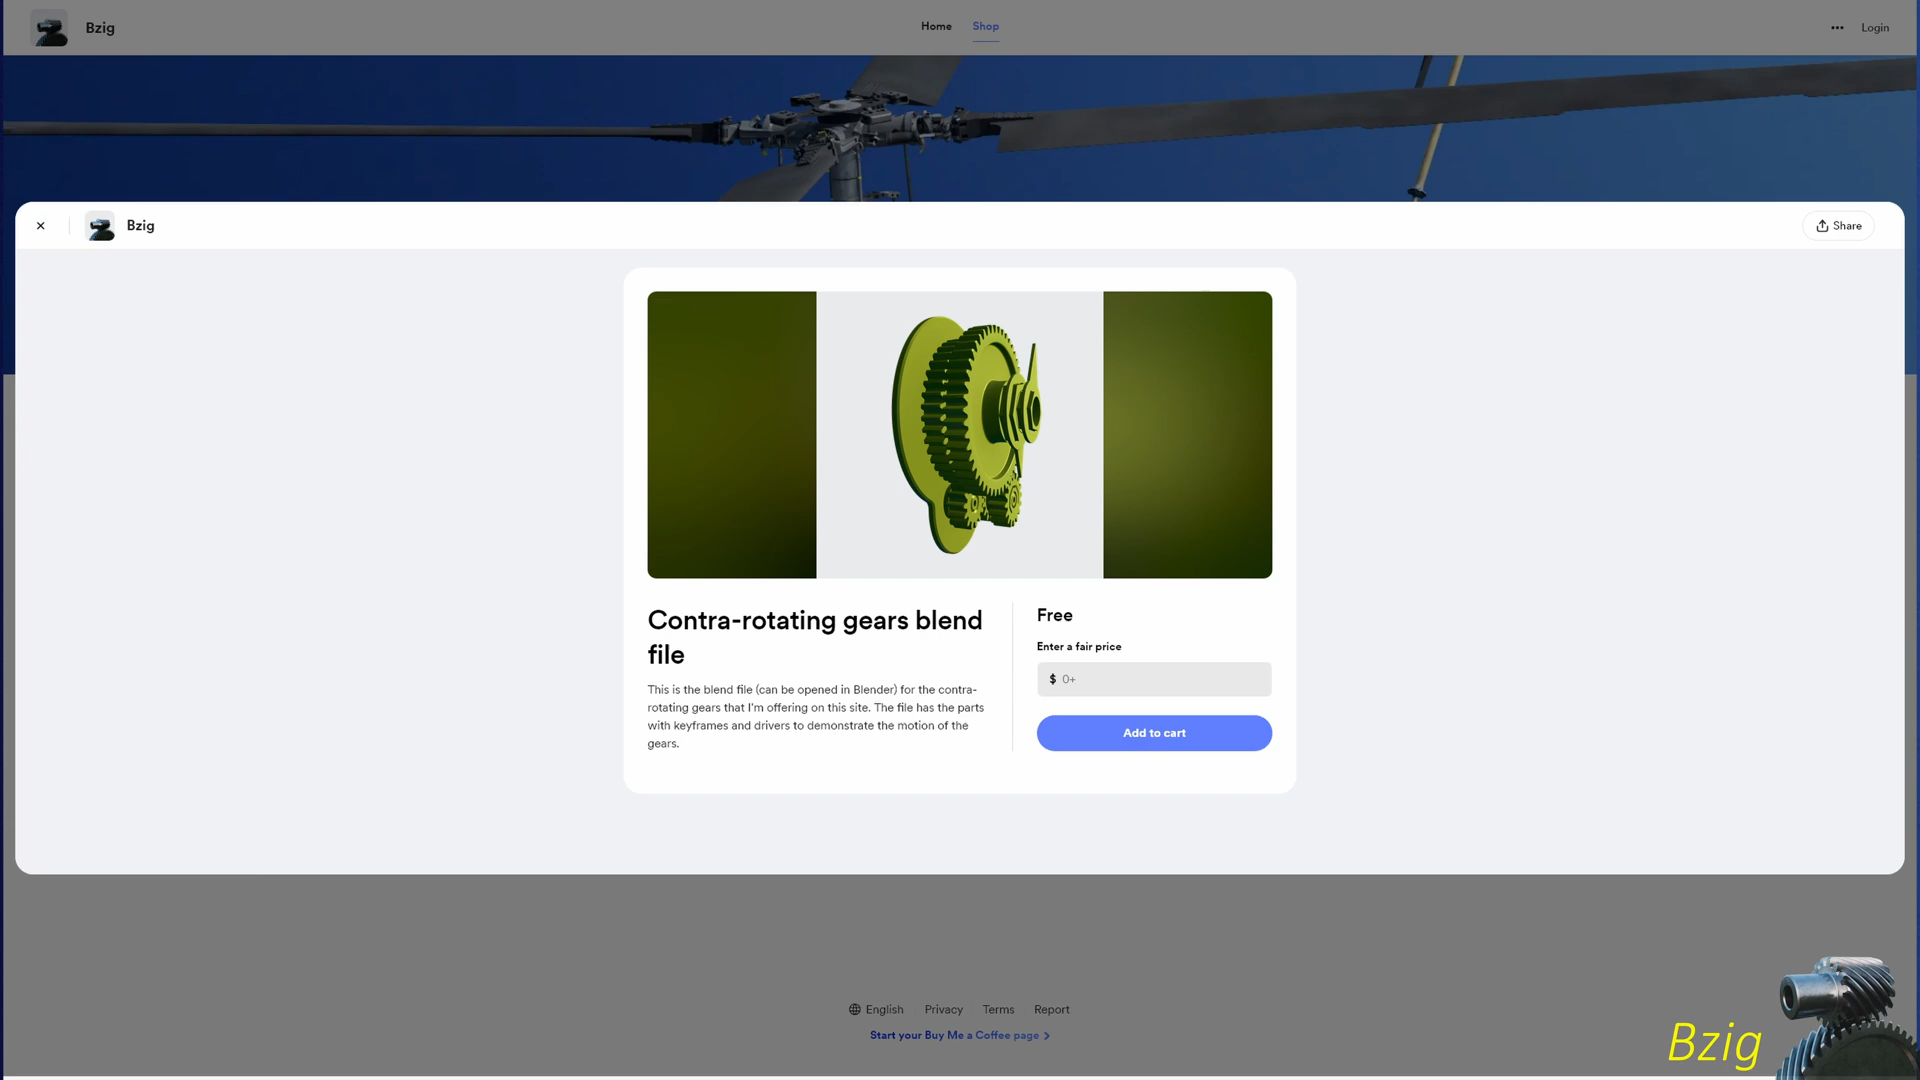 Bzig
Home
Shop
Login
Bzig
Share
Contra-rotating gears blend
file
This is the blend file (can be opened in Blender) for the contra-
rotating gears that I'm offering on this site. The file has the parts
with keyframes and drivers to demonstrate the motion of the
gears.
Free
Enter a fair price
$ 0+
Add to cart
English
Privacy
Terms
Report
Start your Buy Me a Coffee page
Bzig